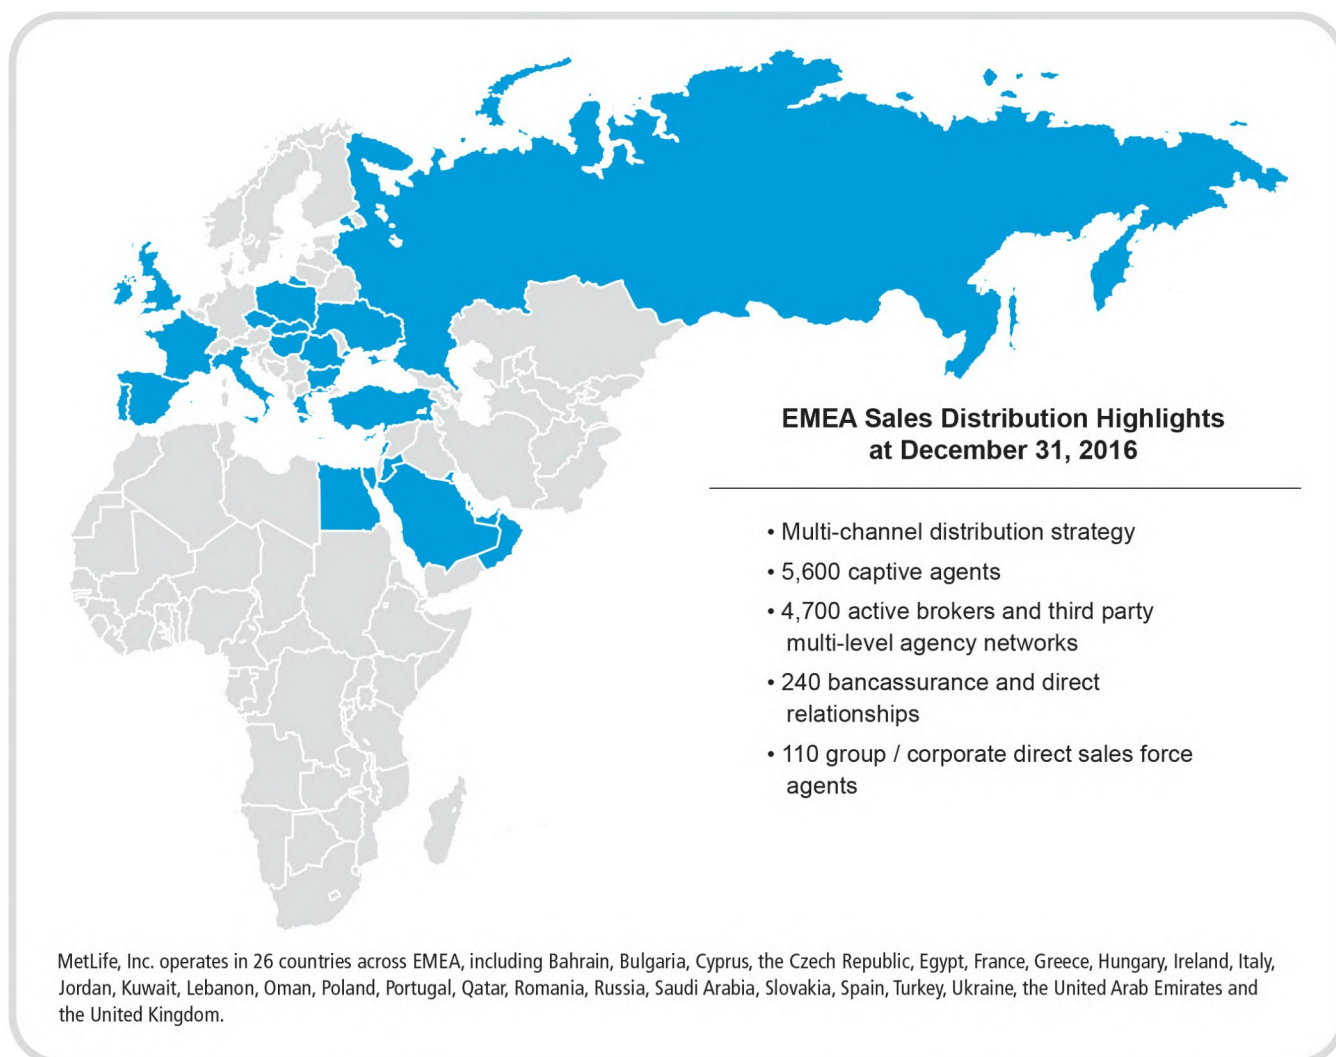 EMEA Sales Distribution Highlights
at December 31, 2016
• Multi-channel distribution strategy
• 5,600 captive agents
• 4,700 active brokers and third party
multi-level agency networks
• 240 bancassurance and direct
relationships
• 110 group / corporate direct sales force
agents
MetLife, Inc. operates in 26 countries across EMEA, including Bahrain, Bulgaria, Cyprus, the Czech Republic, Egypt, France, Greece, Hungary, Ireland, Italy,
Jordan, Kuwait, Lebanon, Oman, Poland, Portugal, Qatar, Romania, Russia, Saudi Arabia, Slovakia, Spain, Turkey, Ukraine, the United Arab Emirates and
the United Kingdom.